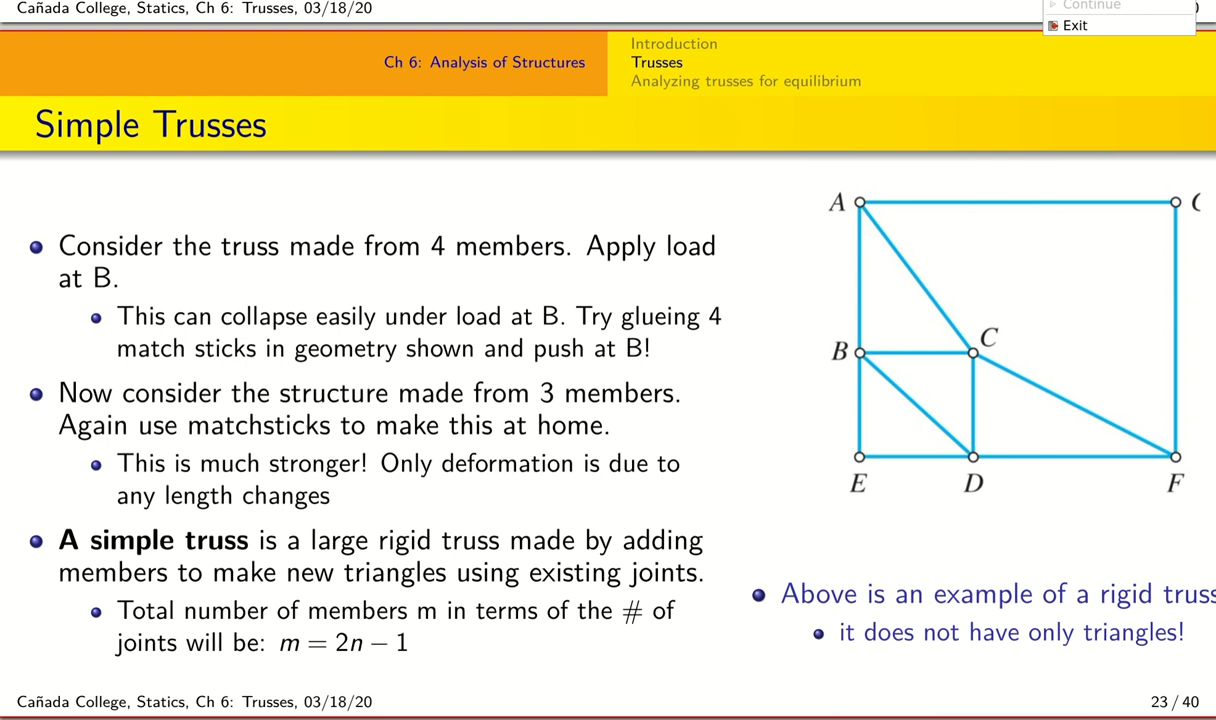 Cañada College, Statics, Ch 6: Trusses, 03/18/20
Continue
Exit
Ch 6: Analysis of Structures
Introduction
Trusses
Analyzing trusses for equilibrium
Simple Trusses
Consider the truss made from 4 members. Apply load
at B.
This can collapse easily under load at B. Try glueing 4
match sticks in geometry shown and push at B!
Now consider the structure made from 3 members.
Again use matchsticks to make this at home.
This is much stronger! Only deformation is due to
any length changes
A simple truss is a large rigid truss made by adding
members to make new triangles using existing joints.
Total number of members m in terms of the # of
joints will be: m = 2n − 1
A
B
C
E
D
F
Above is an example of a rigid truss
it does not have only triangles!
Cañada College, Statics, Ch 6: Trusses, 03/18/20
23 / 40